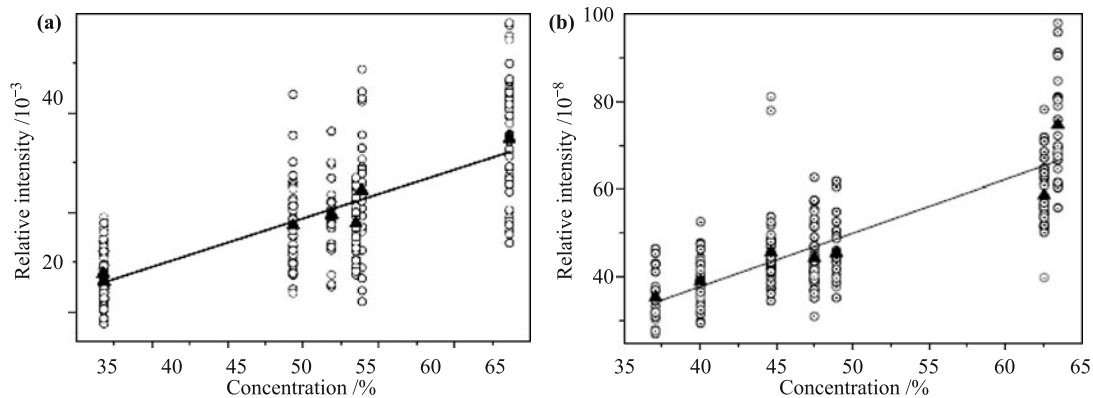 (a)
Relative intensity /10⁻³
40
20
35 40 45 50 55 60 65
Concentration /%
(b)
Relative intensity /10⁻⁸
100
80
60
40
35 40 45 50 55 60 65
Concentration /%